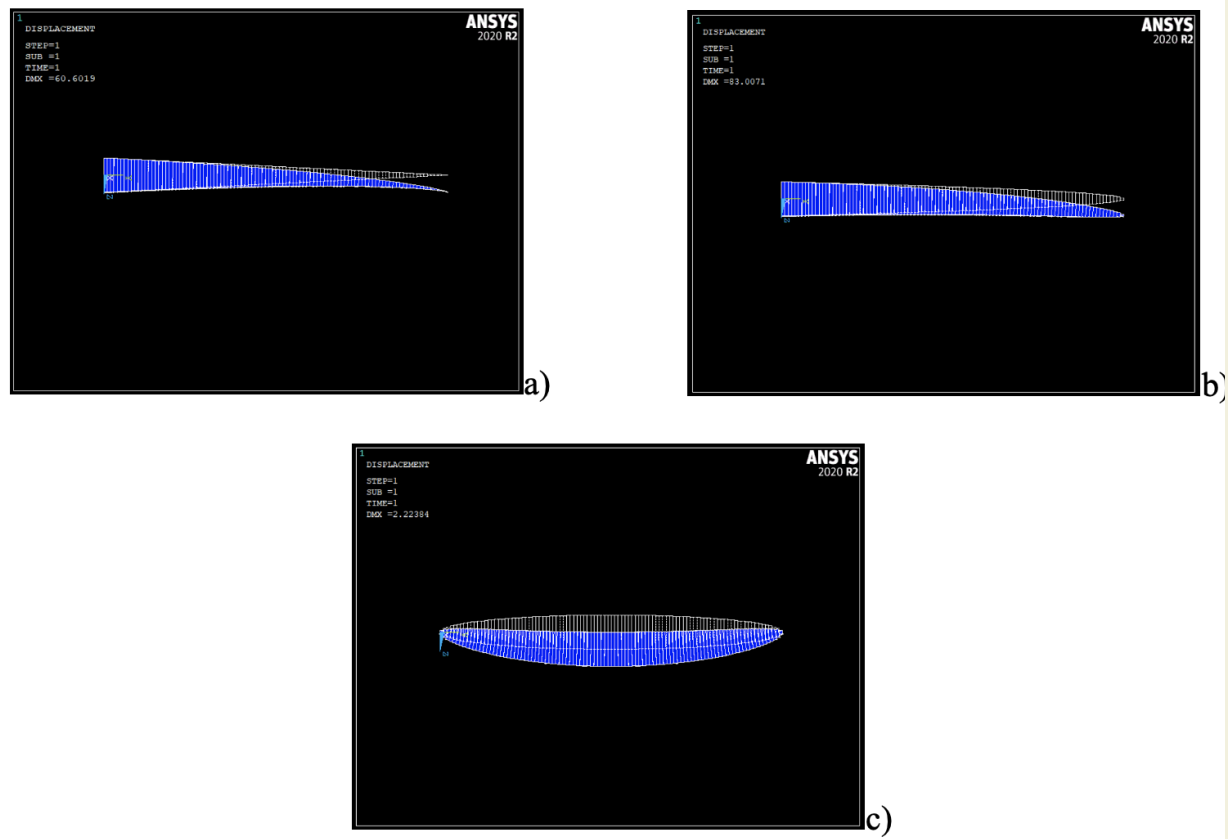 1
DISPLACEMENT
STEP=1
SUB =1
TIME=1
DMX =60.6019
ANSYS
2020 R2
a)
1
DISPLACEMENT
STEP=1
SUB =1
TIME=1
DMX =83.0071
ANSYS
2020 R2
b)
1
DISPLACEMENT
STEP=1
SUB =1
TIME=1
DMX =2.22384
ANSYS
2020 R2
c)